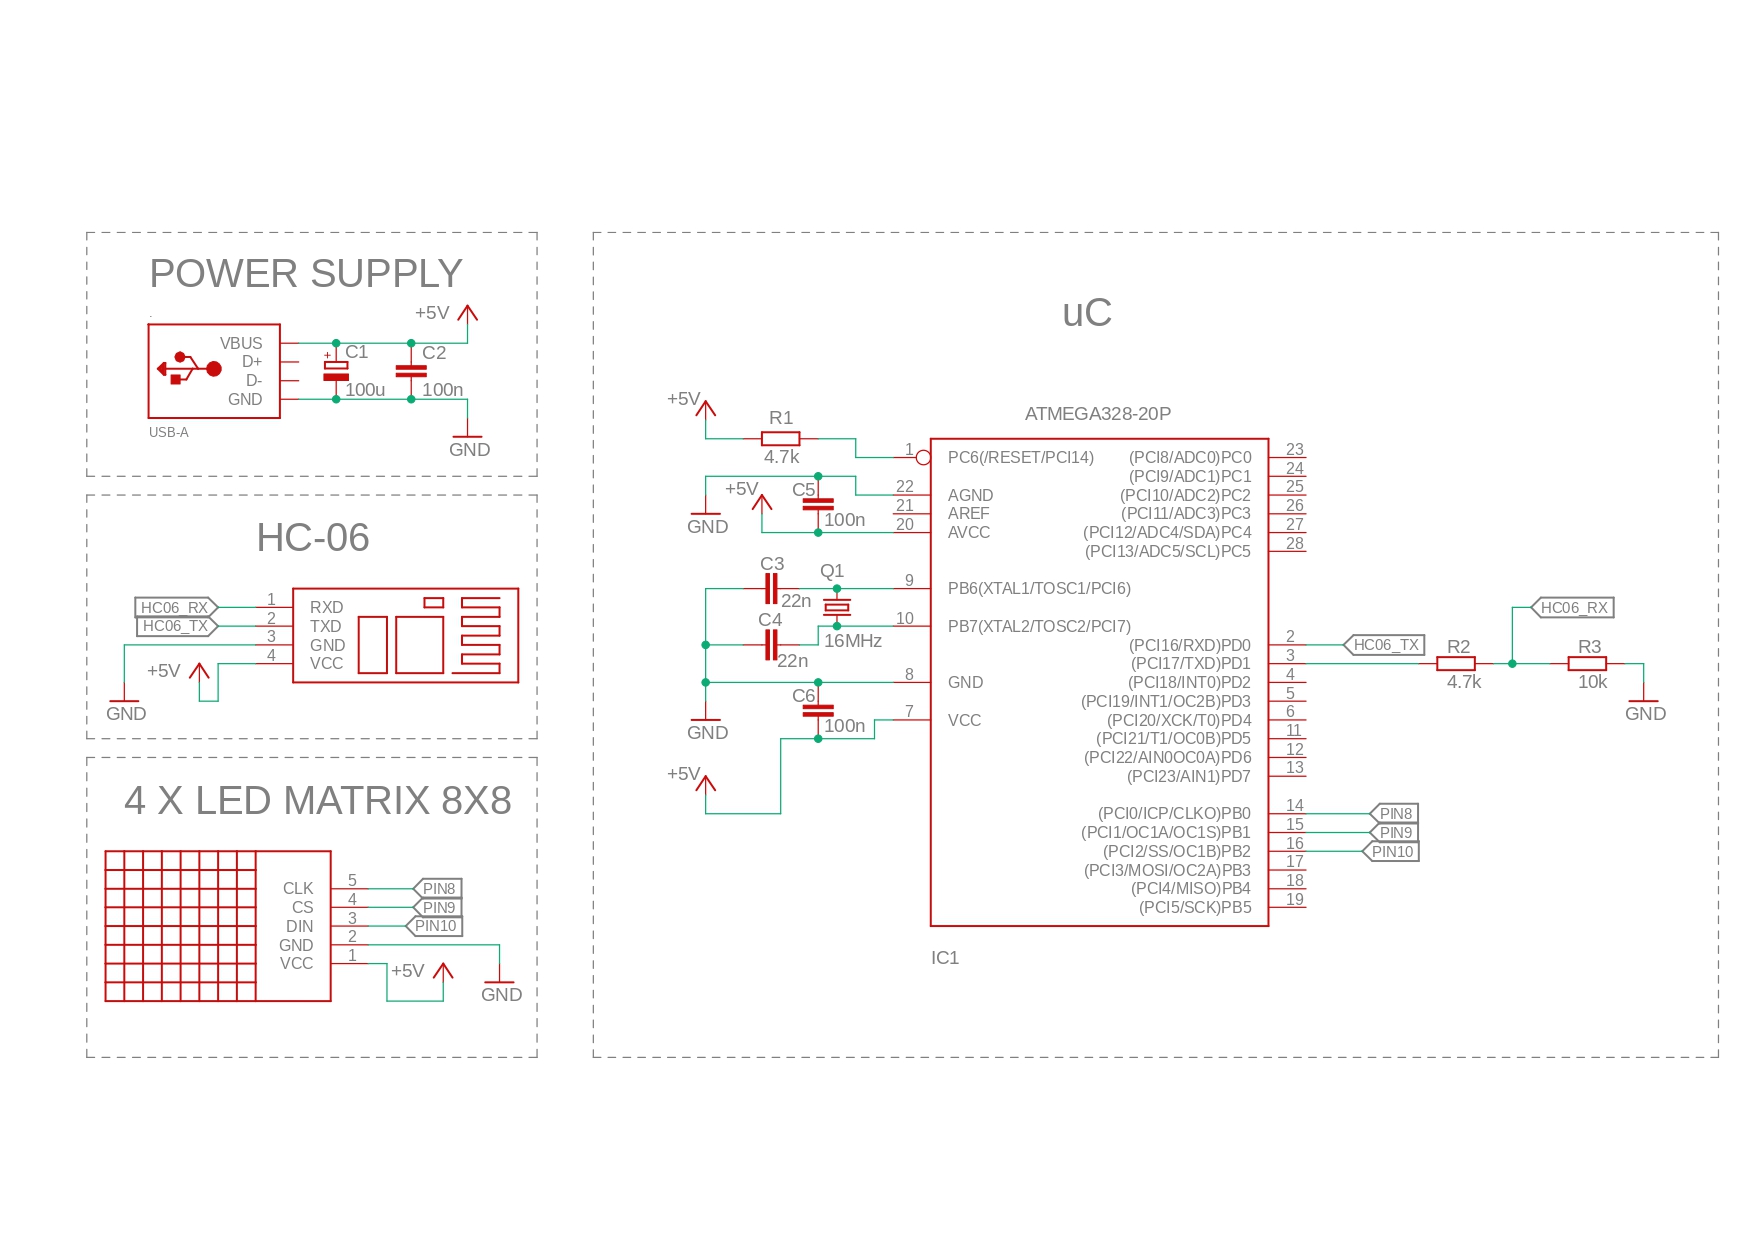 POWER SUPPLY
+5V
VBUS
D+
D-
GND
+
C1
100u
C2
100n
USB-A
GND
HC-06
HC06_RX
HC06_TX
1
2
3
4
RXD
TXD
GND
VCC
+5V
GND
4 X LED MATRIX 8X8
CLK
CS
DIN
GND
VCC
5
4
3
2
1
PIN8
PIN9
PIN10
+5V
GND
uC
ATMEGA328-20P
+5V
R1
4.7k
1 PC6(/RESET/PCI14)
+5V
C5
100n
GND
22 AGND
21 AREF
20 AVCC
C3
22n
Q1
16MHz
C4
22n
9 PB6(XTAL1/TOSC1/PCI6)
10 PB7(XTAL2/TOSC2/PCI7)
8 GND
7 VCC
C6
100n
GND
+5V
(PCI8/ADC0)PC0 23
(PCI9/ADC1)PC1 24
(PCI10/ADC2)PC2 25
(PCI11/ADC3)PC3 26
(PCI12/ADC4/SDA)PC4 27
(PCI13/ADC5/SCL)PC5 28
(PCI16/RXD)PD0 2
(PCI17/TXD)PD1 3
(PCI18/INT0)PD2 4
(PCI19/INT1/OC2B)PD3 5
(PCI20/XCK/T0)PD4 6
(PCI21/T1/OC0B)PD5 11
(PCI22/AIN0OC0A)PD6 12
(PCI23/AIN1)PD7 13
(PCI0/ICP/CLKO)PB0 14
(PCI1/OC1A/OC1S)PB1 15
(PCI2/SS/OC1B)PB2 16
(PCI3/MOSI/OC2A)PB3 17
(PCI4/MISO)PB4 18
(PCI5/SCK)PB5 19
HC06_TX
R2
4.7k
HC06_RX
R3
10k
GND
PIN8
PIN9
PIN10
IC1